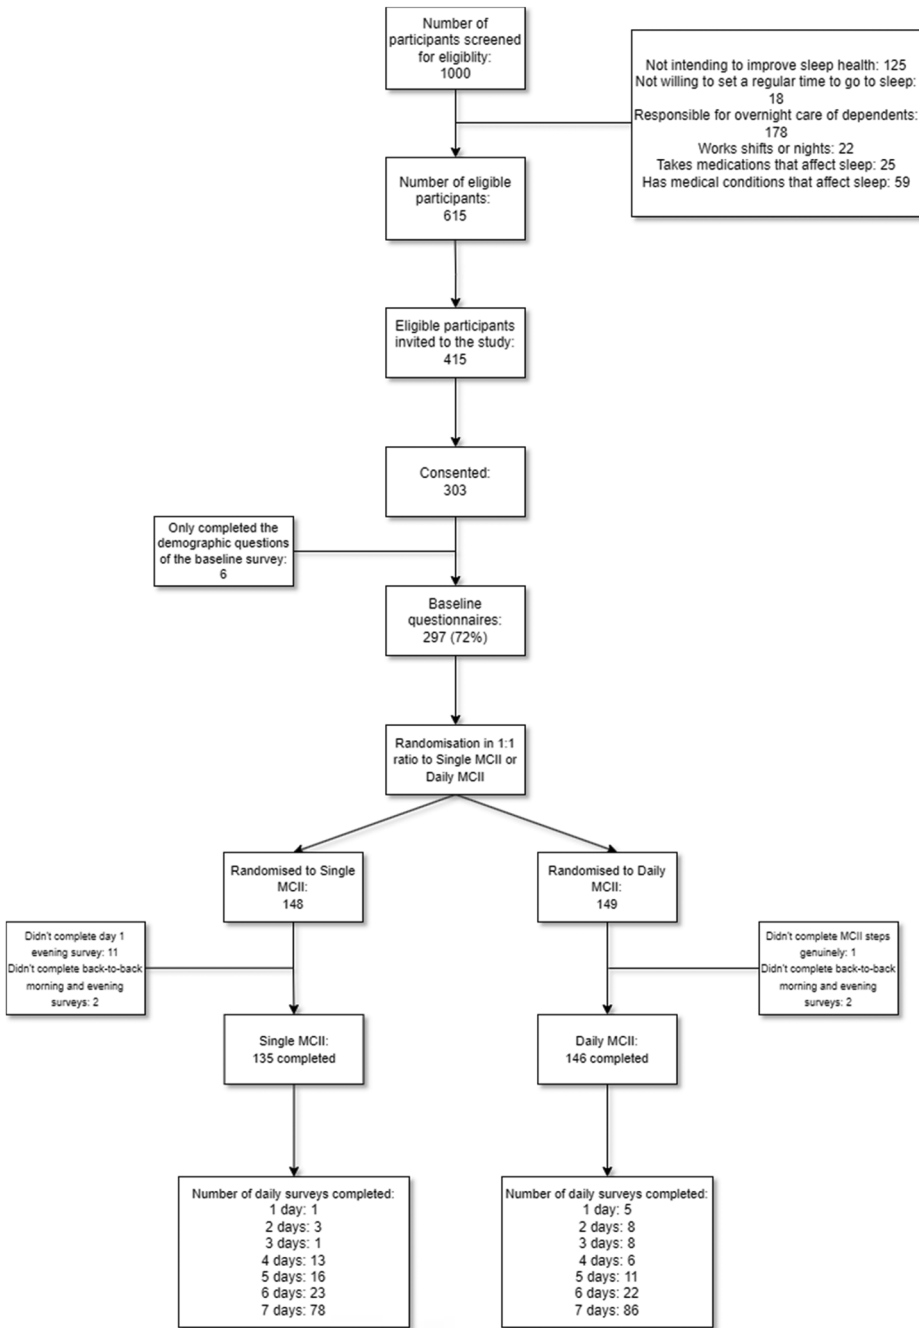 Number of
participants screened
for eligiblity:
1000
Not intending to improve sleep health: 125
Not willing to set a regular time to go to sleep:
18
Responsible for overnight care of dependents:
178
Works shifts or nights: 22
Takes medications that affect sleep: 25
Has medical conditions that affect sleep: 59
Number of eligible
participants:
615
Eligible participants
invited to the study:
415
Consented:
303
Only completed the
demographic questions
of the baseline survey:
6
Baseline
questionnaires:
297 (72%)
Randomisation in 1:1
ratio to Single MCII or
Daily MCII
Randomised to Single
MCII:
148
Randomised to Daily
MCII:
149
Didn't complete day 1
evening survey: 11
Didn't complete back-to-back
morning and evening
surveys: 2
Didn't complete MCII steps
genuinely: 1
Didn't complete back-to-back
morning and evening
surveys: 2
Single MCII:
135 completed
Daily MCII:
146 completed
Number of daily surveys completed:
1 day: 1
2 days: 3
3 days: 1
4 days: 13
5 days: 16
6 days: 23
7 days: 78
Number of daily surveys completed:
1 day: 5
2 days: 8
3 days: 8
4 days: 6
5 days: 11
6 days: 22
7 days: 86